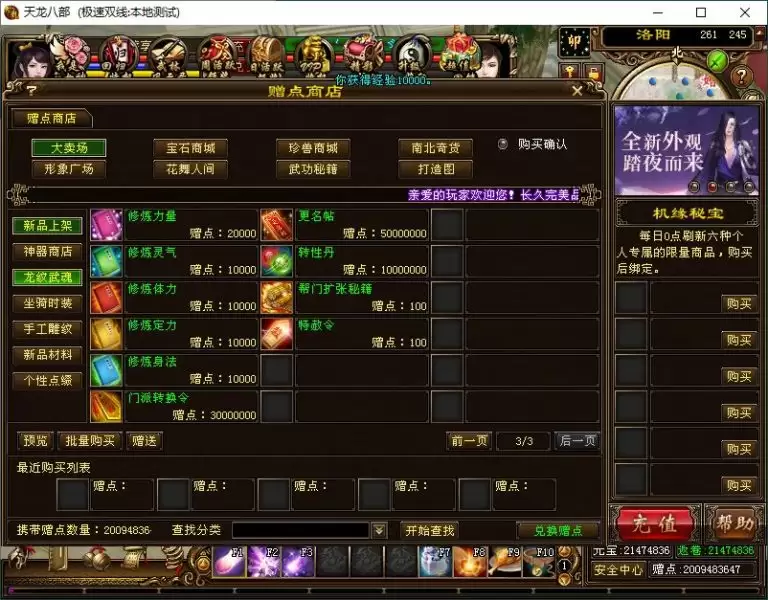 天龙八部 (极速双线:本地测试)
洛阳 261 245
北
你获得经验10000。
赠点商店
?
赠点商店
大卖场 宝石商城 珍兽商城 南北奇货 购买确认
形象广场 花舞人间 武功秘籍 打造图
亲爱的玩家欢迎您! 长久完美
新品上架
神器商店
龙纹武魂
坐骑时装
手工雕纹
新品材料
个性点缀
修炼力量
赠点：20000
更名帖
赠点：50000000
修炼灵气
赠点：10000
转性丹
赠点：10000000
修炼体力
赠点：10000
帮门扩张秘籍
赠点：100
修炼定力
赠点：10000
特赦令
赠点：100
修炼身法
赠点：10000
门派转换令
赠点：30000000
预览 批量购买 赠送 前一页 3/3 后一页
最近购买列表
赠点： 赠点： 赠点： 赠点： 赠点：
携带赠点数量：20094836 查找分类 开始查找 兑换赠点
全新外观
踏夜而来
机缘秘宝
每日0点刷新六种个
人专属的限量商品，购买
后绑定。
购买
购买
购买
购买
购买
购买
充值 帮助
F1 F2 F3 F7 F8 F9 F10 1
元宝:21474836 返卷:21474836
安全中心 赠点:2009483647